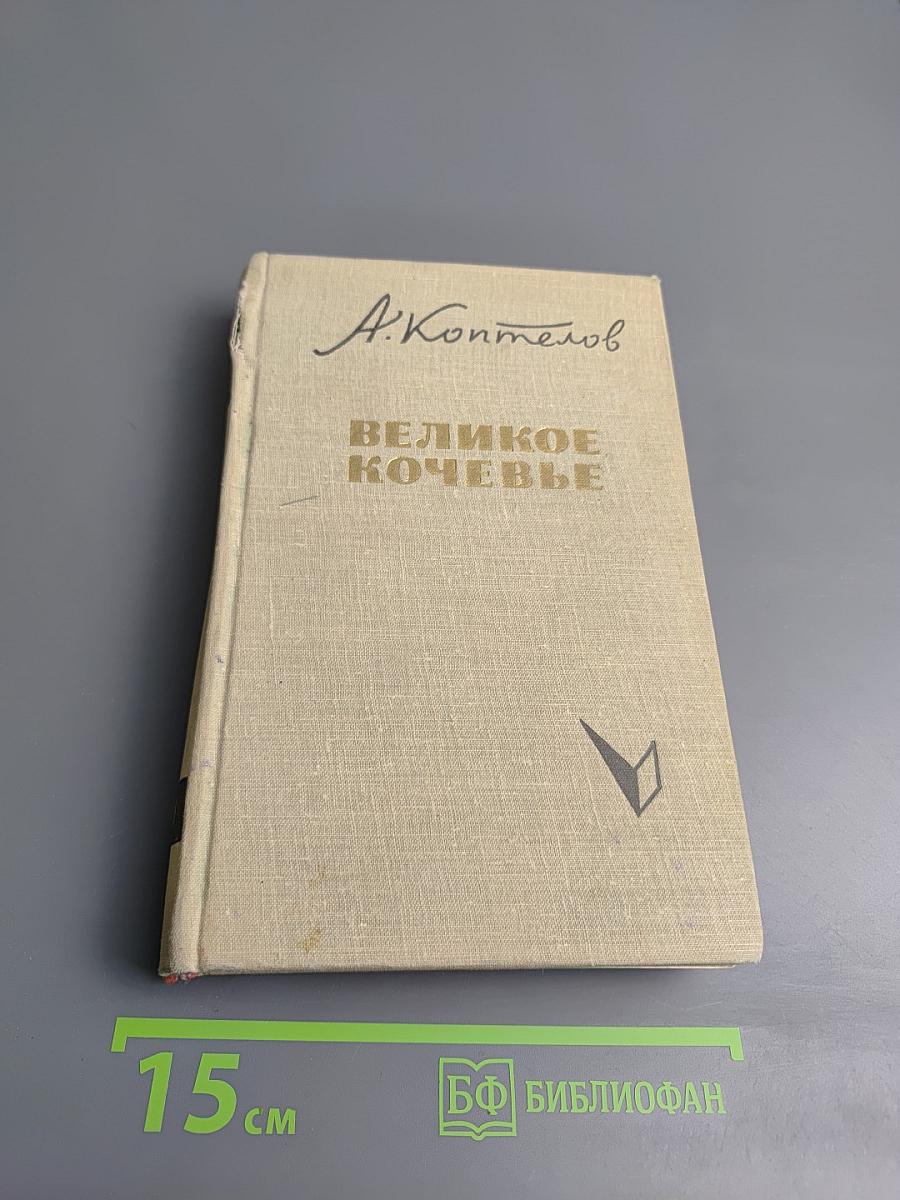 А. Коптелов
ВЕЛИКОЕ
КОЧЕВЬЕ
15 см
БФ БИБЛИОФАН